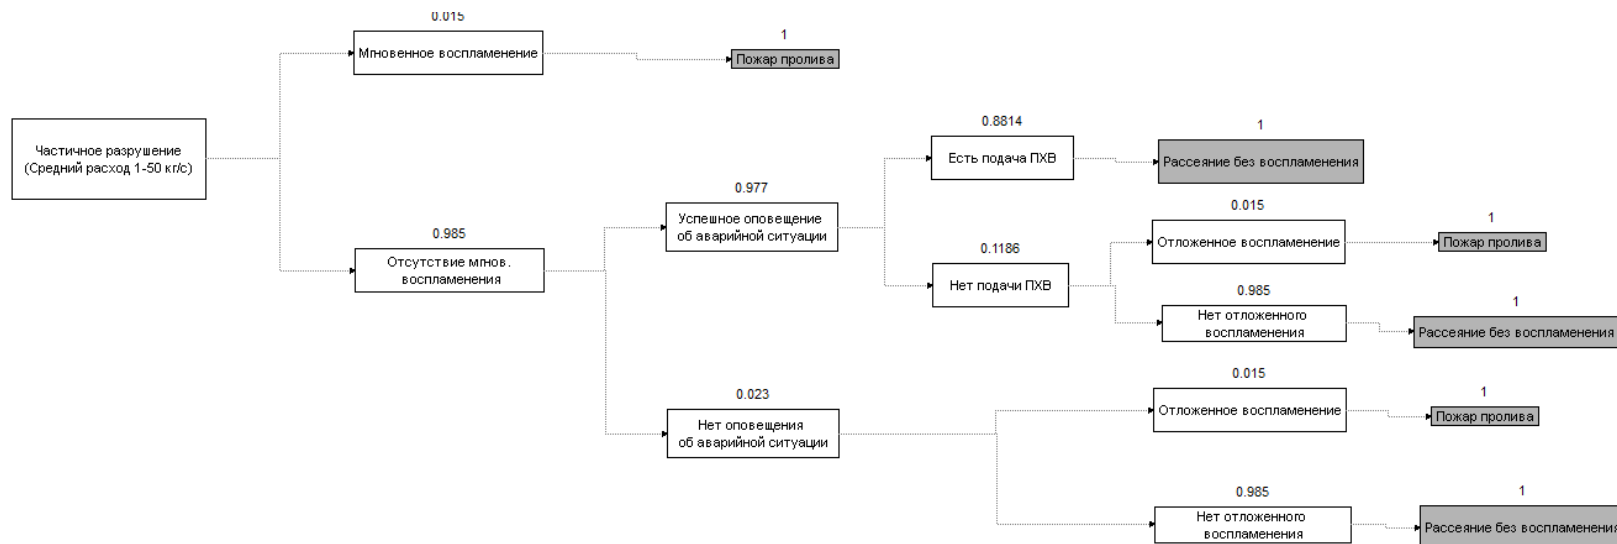 0.015
Мгновенное воспламенение
1
Пожар пролива
Частичное разрушение
(Средний расход 1-50 кг/с)
0.985
Отсутствие мгнов.
воспламенения
0.977
Успешное оповещение
об аварийной ситуации
0.8814
Есть подача ПХВ
1
Рассеяние без воспламенения
0.1186
Нет подачи ПХВ
0.015
Отложенное воспламенение
1
Пожар пролива
0.985
Нет отложенного
воспламенения
1
Рассеяние без воспламенения
0.023
Нет оповещения
об аварийной ситуации
0.015
Отложенное воспламенение
1
Пожар пролива
0.985
Нет отложенного
воспламенения
1
Рассеяние без воспламенения